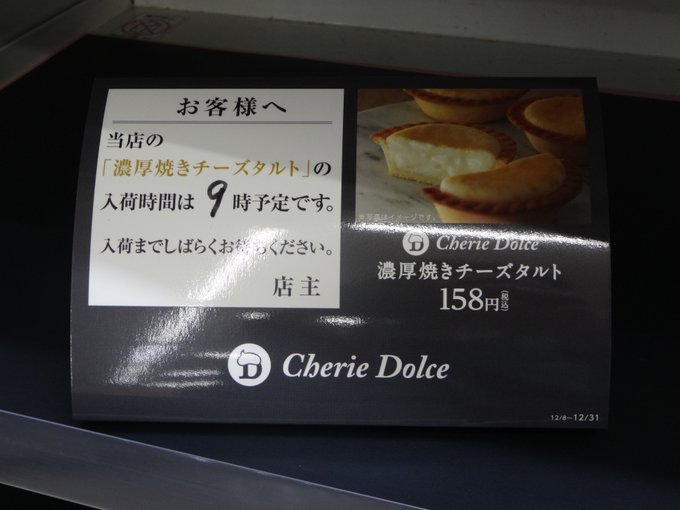 お客様へ
当店の
「濃厚焼きチーズタルト」の
入荷時間は 9 時予定です。
入荷までしばらくお待ちください。
店主
※写真はイメージです。
Cherie Dolce
濃厚焼きチーズタルト
158円(税込)
Cherie Dolce
12/8~12/31